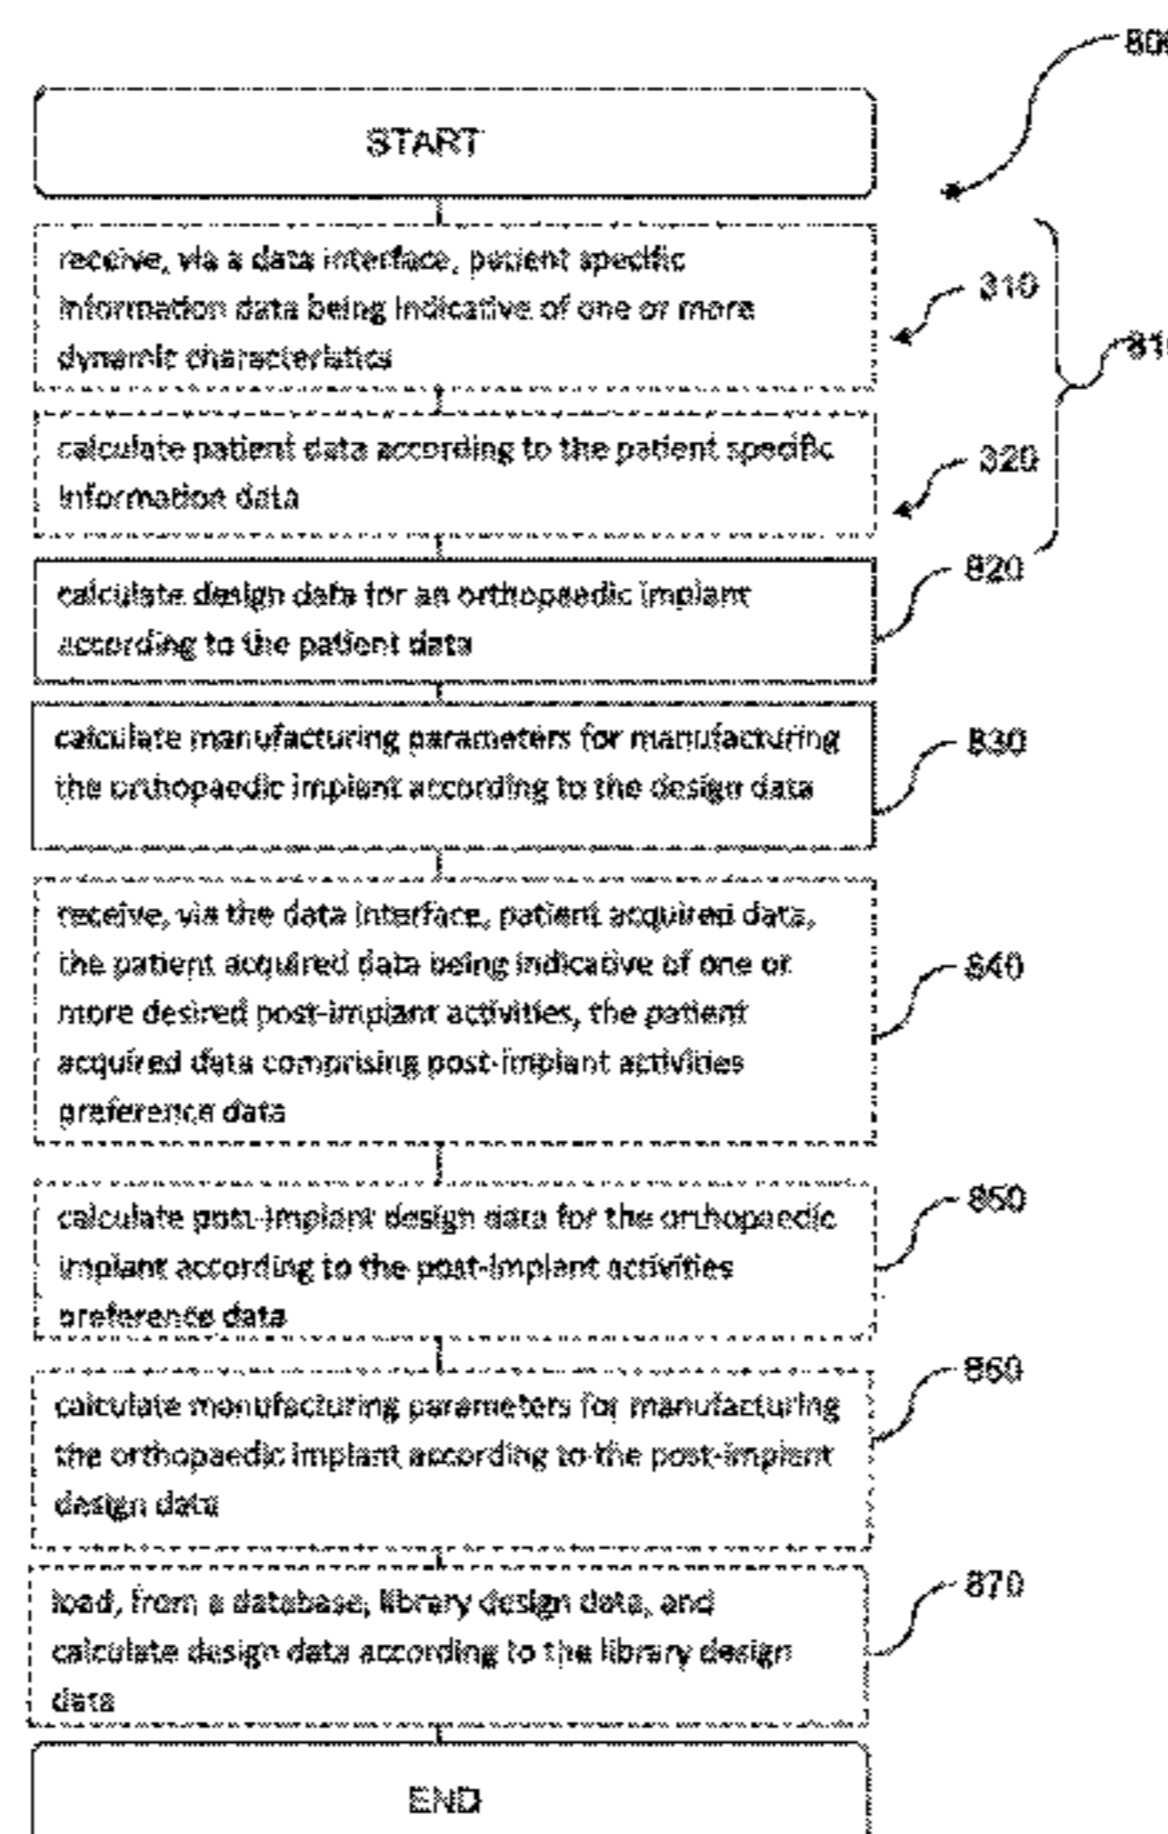 800
START
receive, via a data interface, patient specific
information data being indicative of one or more
dynamic characteristics
310
810
calculate patient data according to the patient specific
information data
320
calculate design data for an orthopaedic implant
according to the patient data
820
calculate manufacturing parameters for manufacturing
the orthopaedic implant according to the design data
830
receive, via the data interface, patient acquired data,
the patient acquired data being indicative of one or
more desired post-implant activities, the patient
acquired data comprising post-implant activities
preference data
840
calculate post-implant design data for the orthopaedic
implant according to the post-implant activities
preference data
850
calculate manufacturing parameters for manufacturing
the orthopaedic implant according to the post-implant
design data
860
load, from a database, library design data, and
calculate design data according to the library design
data
870
END